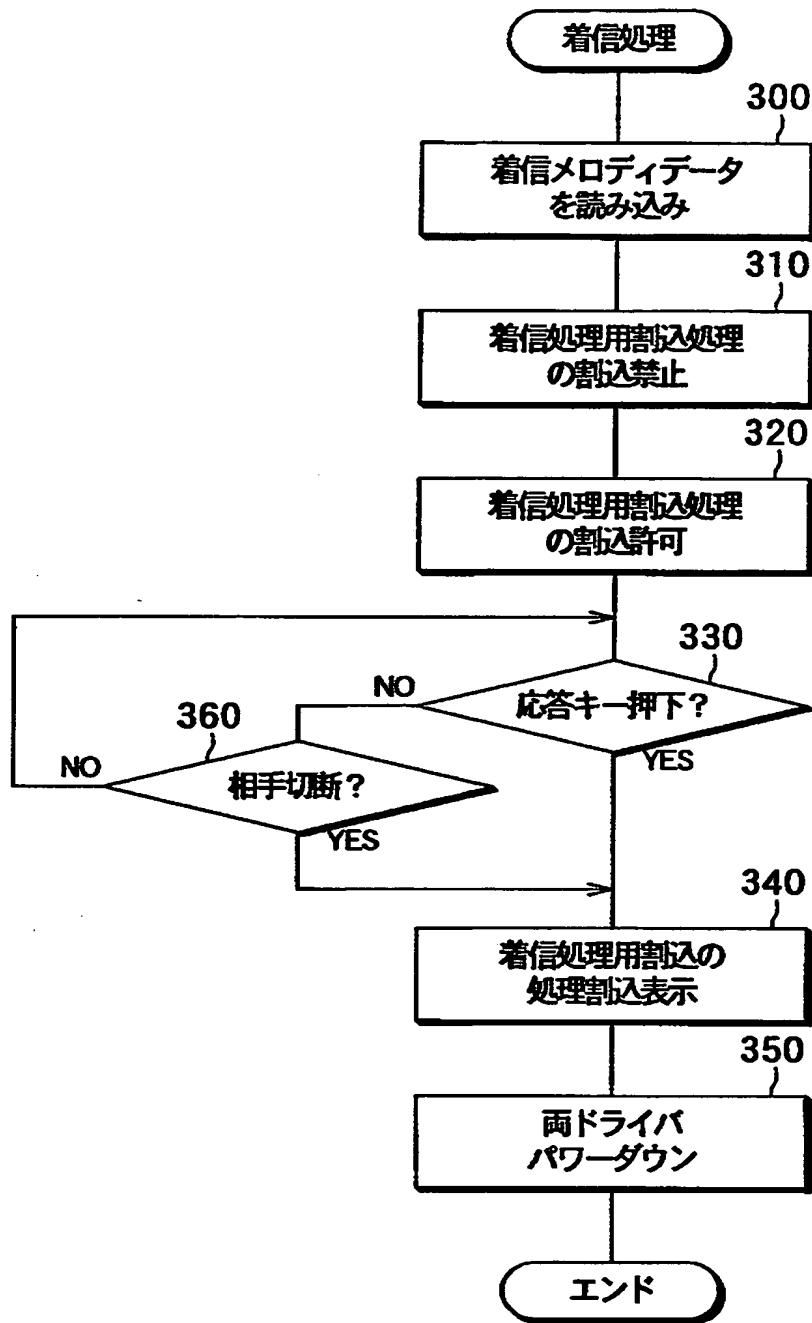 着信処理
300
着信メロディデータ
を読み込み
310
着信処理用割込処理
の割込禁止
320
着信処理用割込処理
の割込許可
330
NO
応答キー押下？
YES
360
NO
相手切断？
YES
340
着信処理用割込の
処理割込表示
350
両ドライバ
パワーダウン
エンド